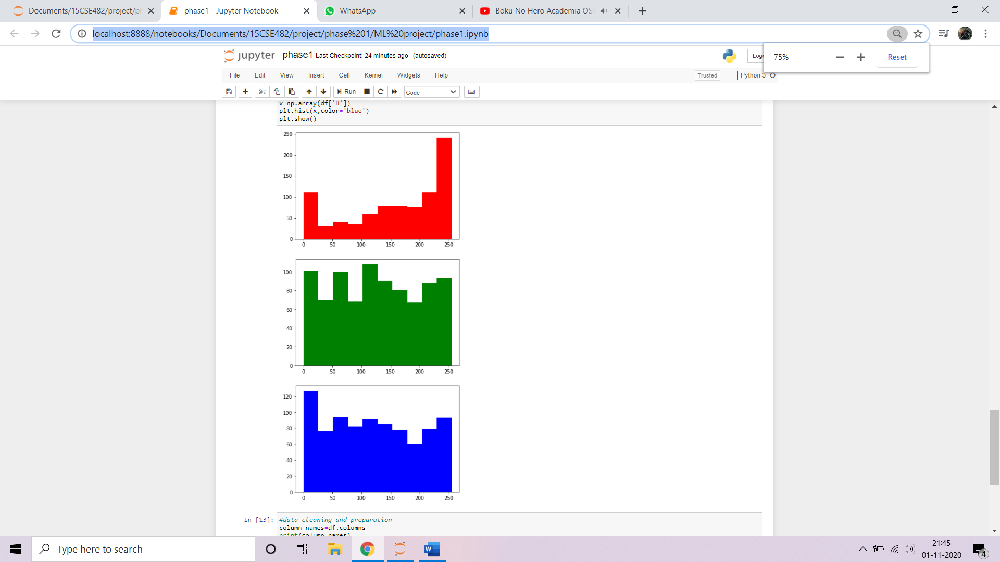 Documents/15CSE482/project/ph
phase1 - Jupyter Notebook
WhatsApp
Boku No Hero Academia OST
localhost:8888/notebooks/Documents/15CSE482/project/phase%201/ML%20project/phase1.ipynb
75%
Reset
jupyter phase1 Last Checkpoint: 24 minutes ago (autosaved)
Logo
File Edit View Insert Cell Kernel Widgets Help
Trusted
Python 3
Run
Code
x=np.array(df['B'])
plt.hist(x,color='blue')
plt.show()
250
200
150
100
50
0
0 50 100 150 200 250
100
80
60
40
20
0
0 50 100 150 200 250
120
100
80
60
40
20
0
0 50 100 150 200 250
In [13]: #data cleaning and preparation
column_names=df.columns
print(column_names)
Type here to search
W
21:45
01-11-2020
4